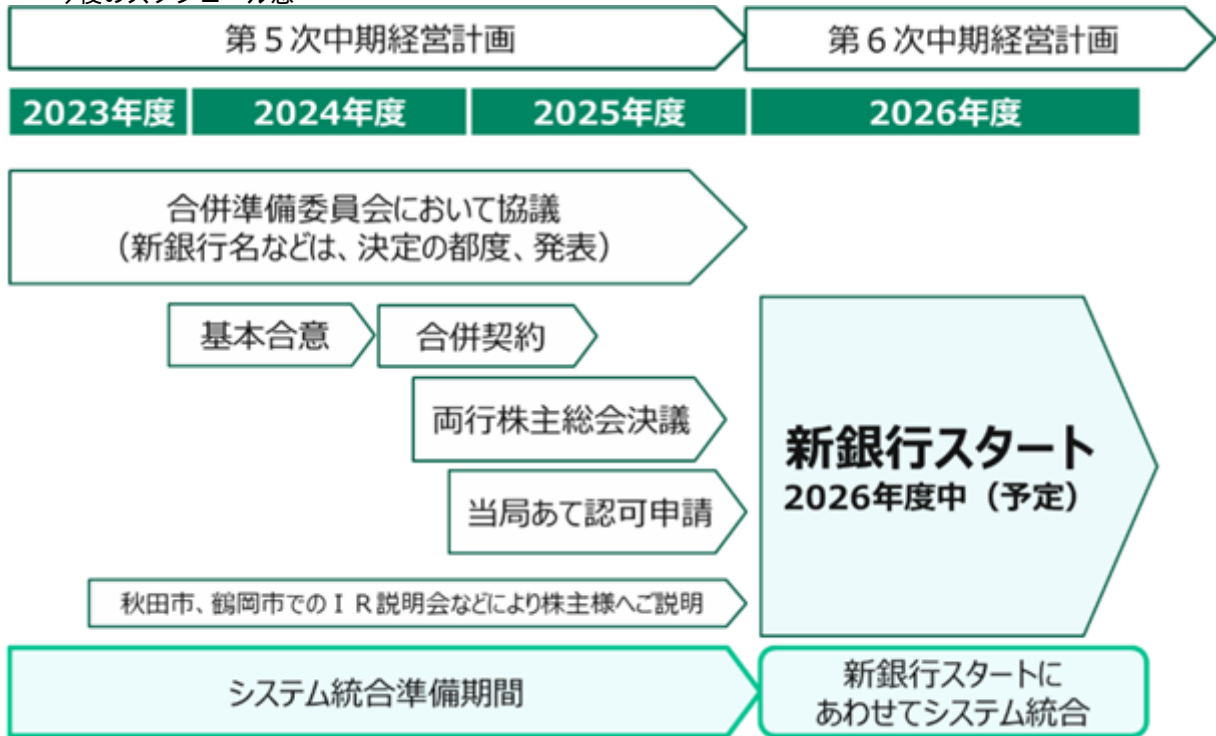 第５次中期経営計画
第６次中期経営計画
2023年度
2024年度
2025年度
2026年度
合併準備委員会において協議
（新銀行名などは、決定の都度、発表）
基本合意
合併契約
両行株主総会決議
当局あて認可申請
新銀行スタート
2026年度中（予定）
秋田市、鶴岡市でのＩＲ説明会などにより株主様へご説明
システム統合準備期間
新銀行スタートに
あわせてシステム統合